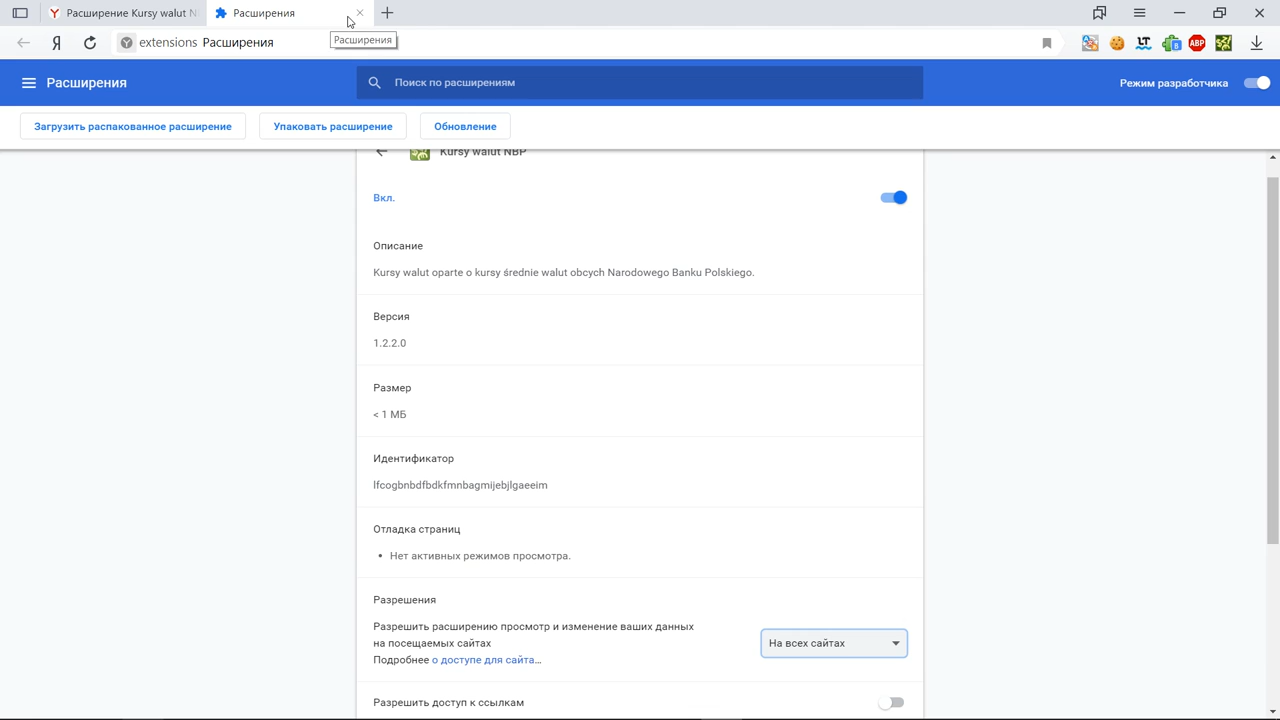 Расширение Kursy walut N
Расширения
extensions Расширения
Расширения
ABP
Расширения
Поиск по расширениям
Режим разработчика
Загрузить распакованное расширение
Упаковать расширение
Обновление
Kursy walut NBP
Вкл.
Описание
Kursy walut oparte o kursy średnie walut obcych Narodowego Banku Polskiego.
Версия
1.2.2.0
Размер
< 1 МБ
Идентификатор
lfcogbnbdfbdkfmnbagmijebjlgaeeim
Отладка страниц
• Нет активных режимов просмотра.
Разрешения
Разрешить расширению просмотр и изменение ваших данных
на посещаемых сайтах
На всех сайтах
Подробнее о доступе для сайта...
Разрешить доступ к ссылкам